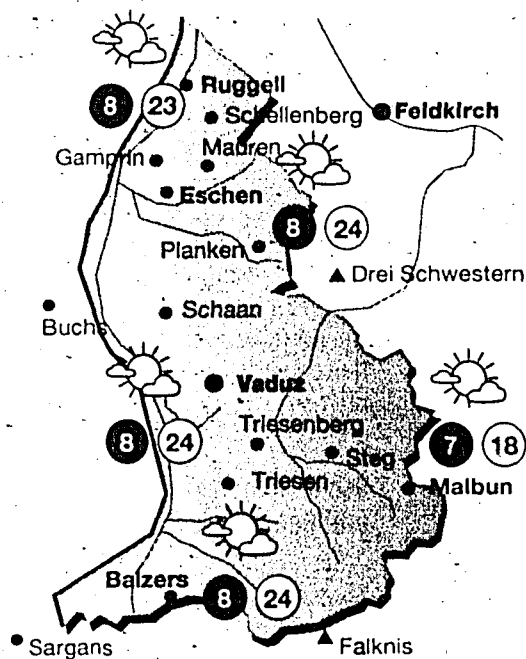 Ruggell
8 23
Schellenberg
Feldkirch
Mauren
Gamprin
Eschen
8 24
Planken
Drei Schwestern
Schaan
Buchs
Vaduz
8 24
Triesenberg
7 18
Steg
Triesen
Malbun
Balzers
8 24
Sargans
Falknis